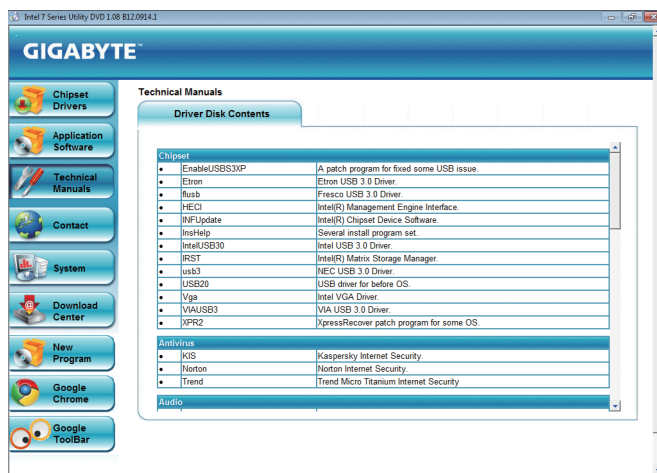 Intel 7 Series Utility DVD 1.08 B12.0914.1
GIGABYTE™
Chipset
Drivers
Application
Software
Technical
Manuals
Contact
System
Download
Center
New
Program
Google
Chrome
Google
ToolBar
Technical Manuals
Driver Disk Contents
Chipset
• EnableUSBS3XP A patch program for fixed some USB issue.
• Etron Etron USB 3.0 Driver.
• flusb Fresco USB 3.0 Driver.
• HECI Intel(R) Management Engine Interface.
• INFUpdate Intel(R) Chipset Device Software.
• InsHelp Several install program set.
• IntelUSB30 Intel USB 3.0 Driver.
• IRST Intel(R) Matrix Storage Manager.
• usb3 NEC USB 3.0 Driver.
• USB20 USB driver for before OS.
• Vga Intel VGA Driver.
• VIAUSB3 VIA USB 3.0 Driver.
• XPR2 XpressRecover patch program for some OS.
Antivirus
• KIS Kaspersky Internet Security.
• Norton Norton Internet Security.
• Trend Trend Micro Titanium Internet Security
Audio